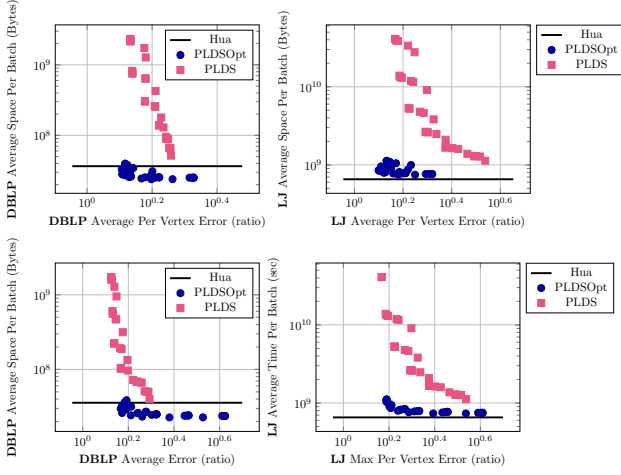 DBLP Average Space Per Batch (Bytes)
10^9
10^8
10^0
10^0.2
10^0.4
DBLP Average Per Vertex Error (ratio)
Hua
PLDSOpt
PLDS
LJ Average Space Per Batch (Bytes)
10^10
10^9
10^0
10^0.2
10^0.4
10^0.6
LJ Average Per Vertex Error (ratio)
Hua
PLDSOpt
PLDS
DBLP Average Space Per Batch (Bytes)
10^9
10^8
10^0
10^0.2
10^0.4
10^0.6
DBLP Average Error (ratio)
Hua
PLDSOpt
PLDS
LJ Average Time Per Batch (sec)
10^10
10^9
10^0
10^0.2
10^0.4
10^0.6
LJ Max Per Vertex Error (ratio)
Hua
PLDSOpt
PLDS